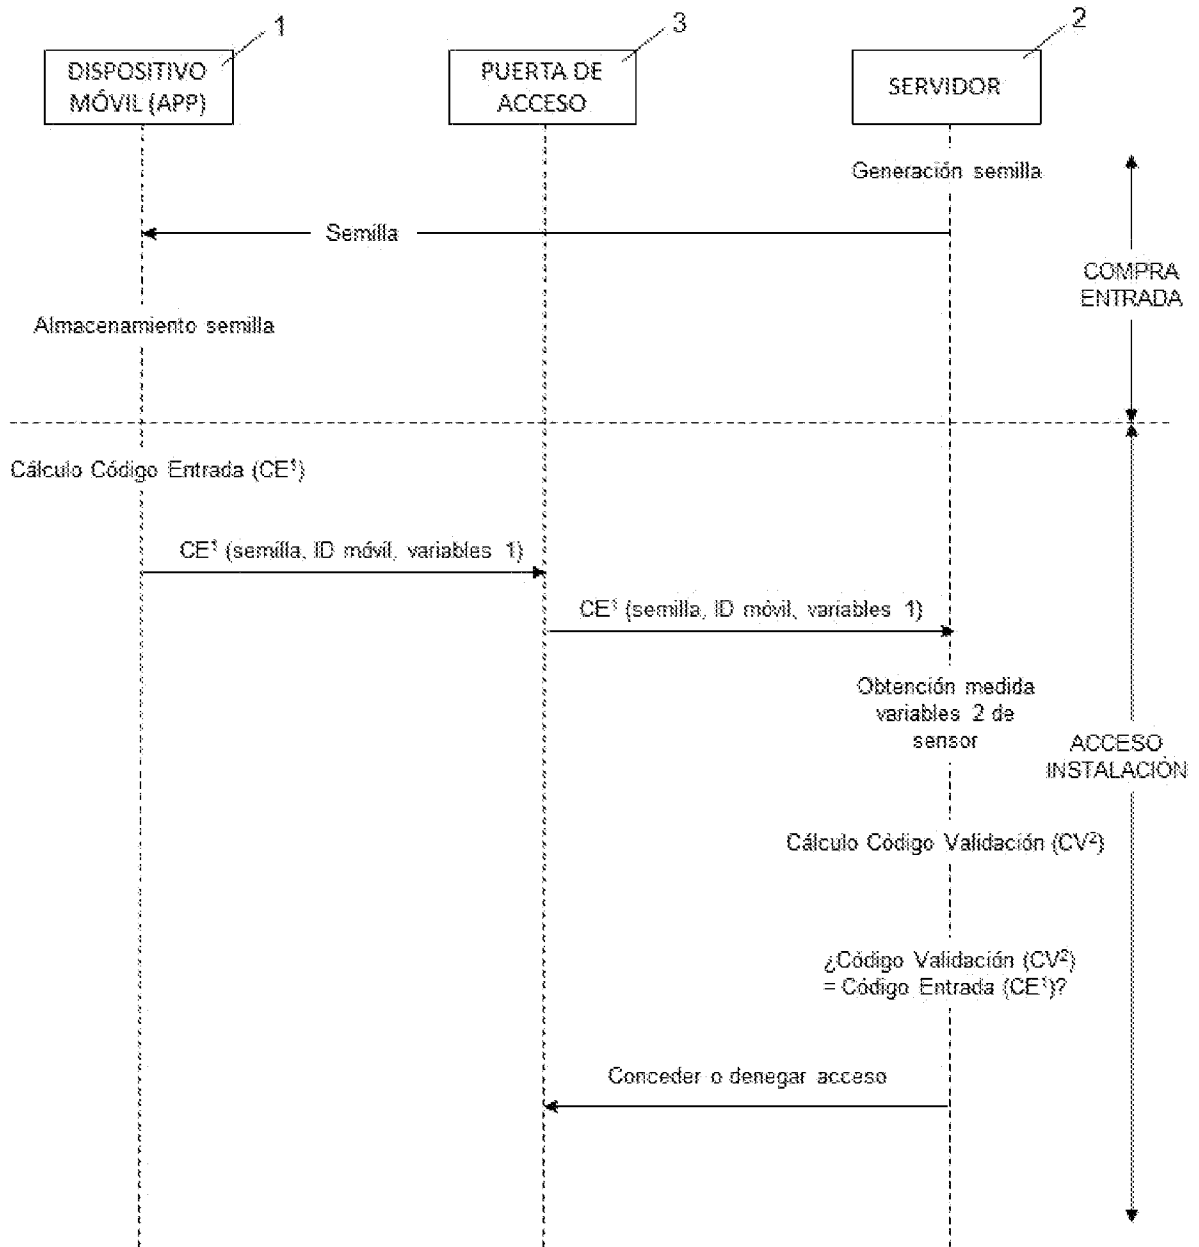 1
3
2
DISPOSITIVO
MÓVIL (APP)
PUERTA DE
ACCESO
SERVIDOR
Generación semilla
Semilla
COMPRA
ENTRADA
Almacenamiento semilla
Cálculo Código Entrada (CE¹)
CE¹ (semilla, ID móvil, variables 1)
CE¹ (semilla, ID móvil, variables 1)
Obtención medida
variables 2 de
sensor
ACCESO
INSTALACIÓN
Cálculo Código Validación (CV²)
¿Código Validación (CV²)
= Código Entrada (CE¹)?
Conceder o denegar acceso